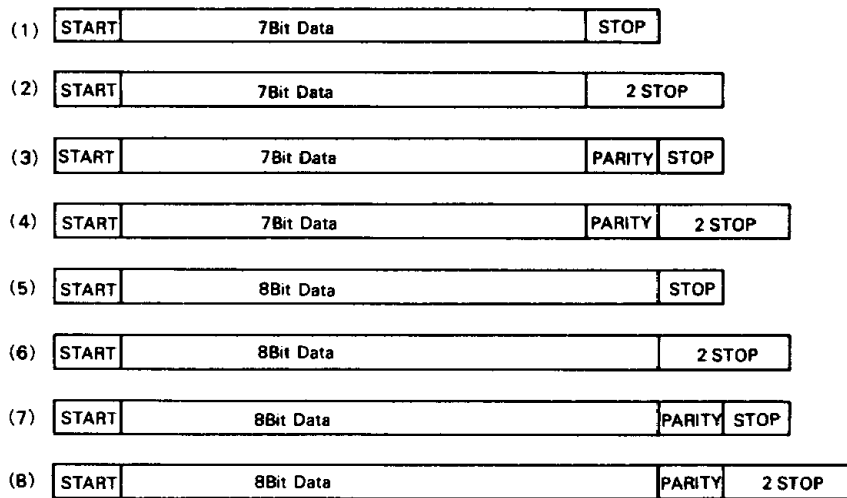 (1) START 7Bit Data STOP
(2) START 7Bit Data 2 STOP
(3) START 7Bit Data PARITY STOP
(4) START 7Bit Data PARITY 2 STOP
(5) START 8Bit Data STOP
(6) START 8Bit Data 2 STOP
(7) START 8Bit Data PARITY STOP
(8) START 8Bit Data PARITY 2 STOP